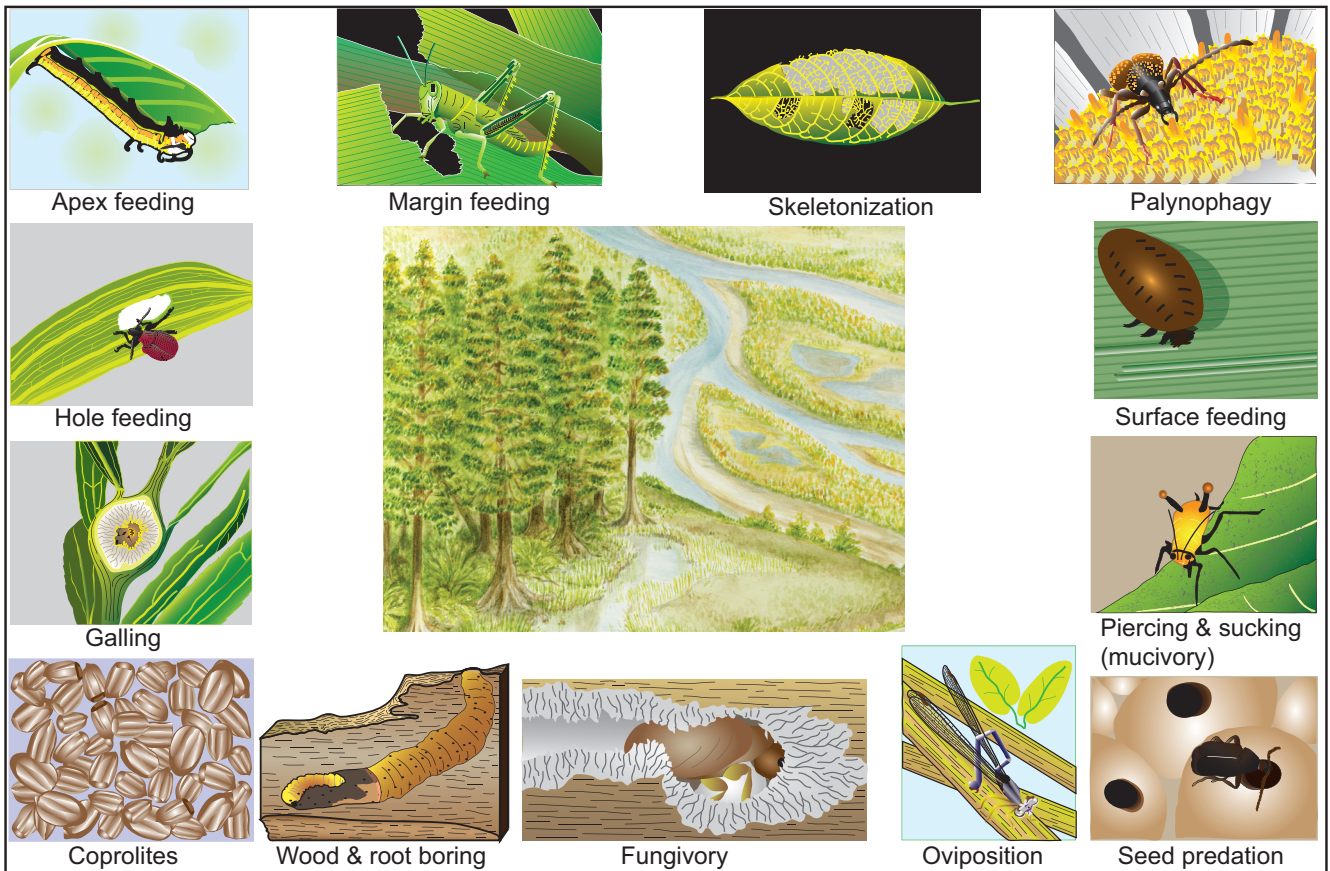 Apex feeding
Margin feeding
Skeletonization
Palynophagy
Hole feeding
Surface feeding
Galling
Piercing & sucking
(mucivory)
Coprolites
Wood & root boring
Fungivory
Oviposition
Seed predation